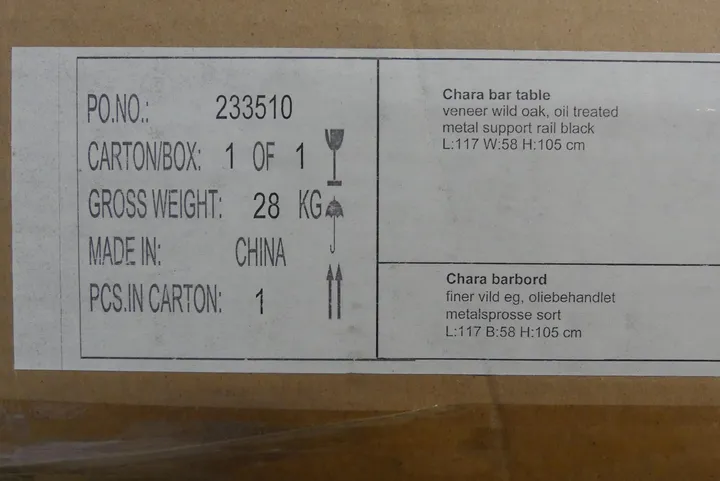 PO.NO.: 233510
CARTON/BOX: 1 OF 1
GROSS WEIGHT: 28 KG
MADE IN: CHINA
PCS.IN CARTON: 1
Chara bar table
veneer wild oak, oil treated
metal support rail black
L:117 W:58 H:105 cm
Chara barbord
finer vild eg, oliebehandlet
metalsprosse sort
L:117 B:58 H:105 cm